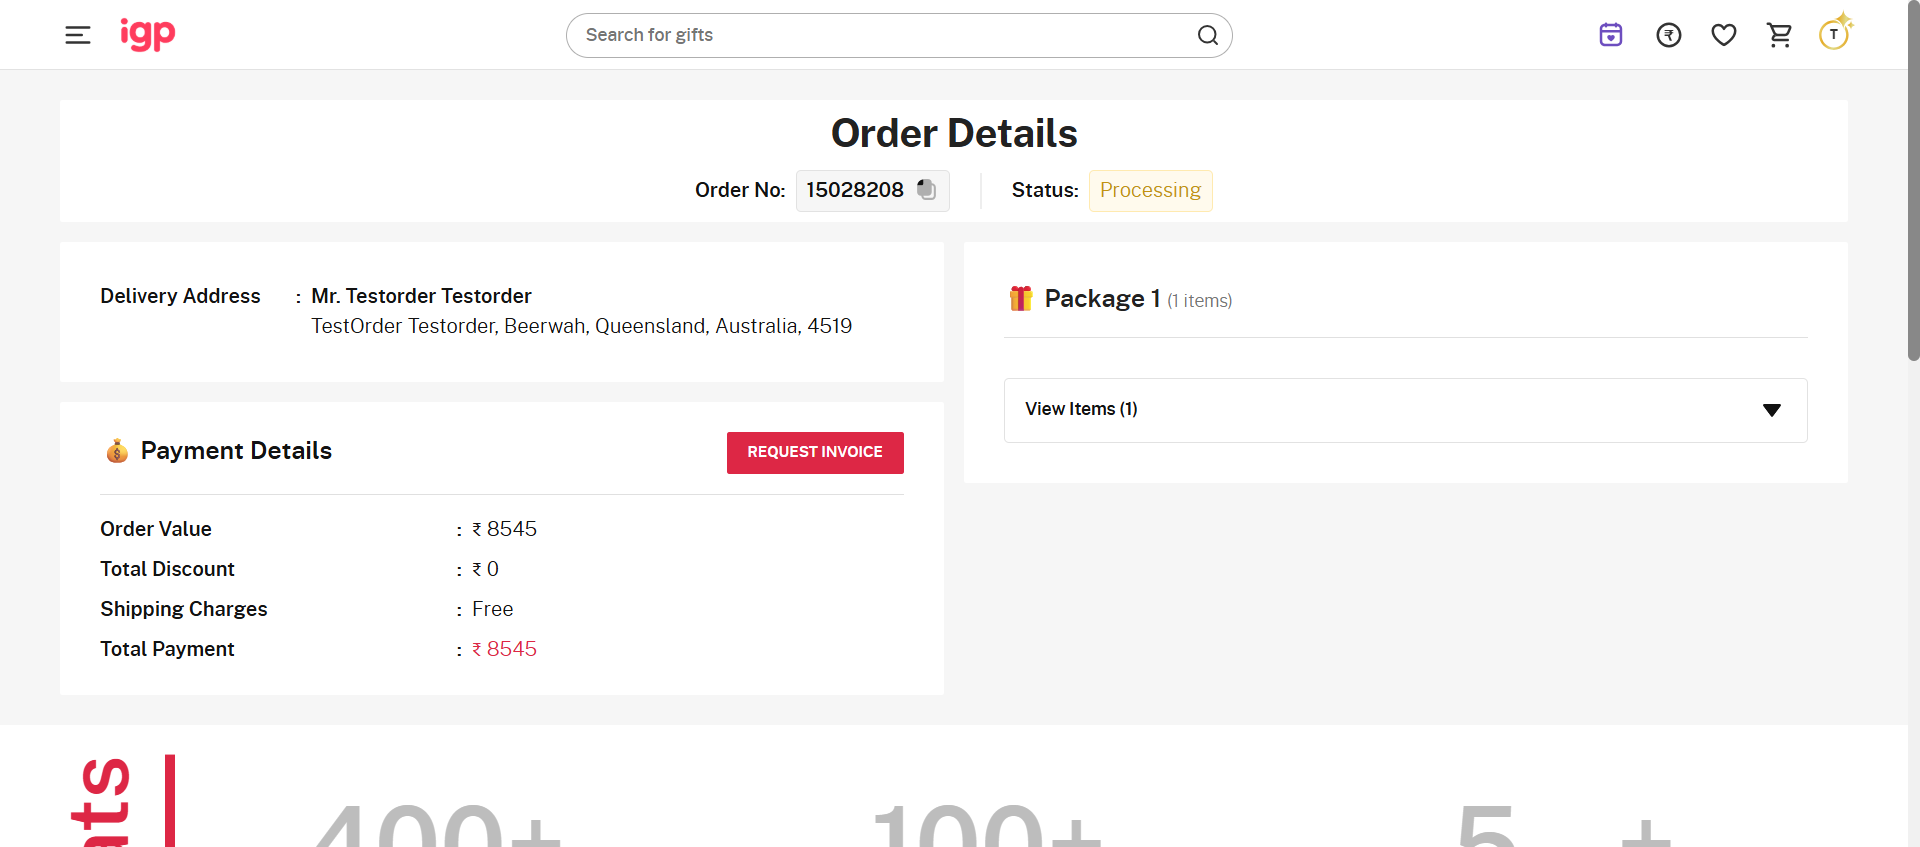 igp
Search for gifts
₹
T
Order Details
Order No: 15028208
Status: Processing
Delivery Address : Mr. Testorder Testorder
TestOrder Testorder, Beerwah, Queensland, Australia, 4519
Package 1 (1 items)
View Items (1)
Payment Details
REQUEST INVOICE
Order Value : ₹ 8545
Total Discount : ₹ 0
Shipping Charges : Free
Total Payment : ₹ 8545
400+
100+
5 +